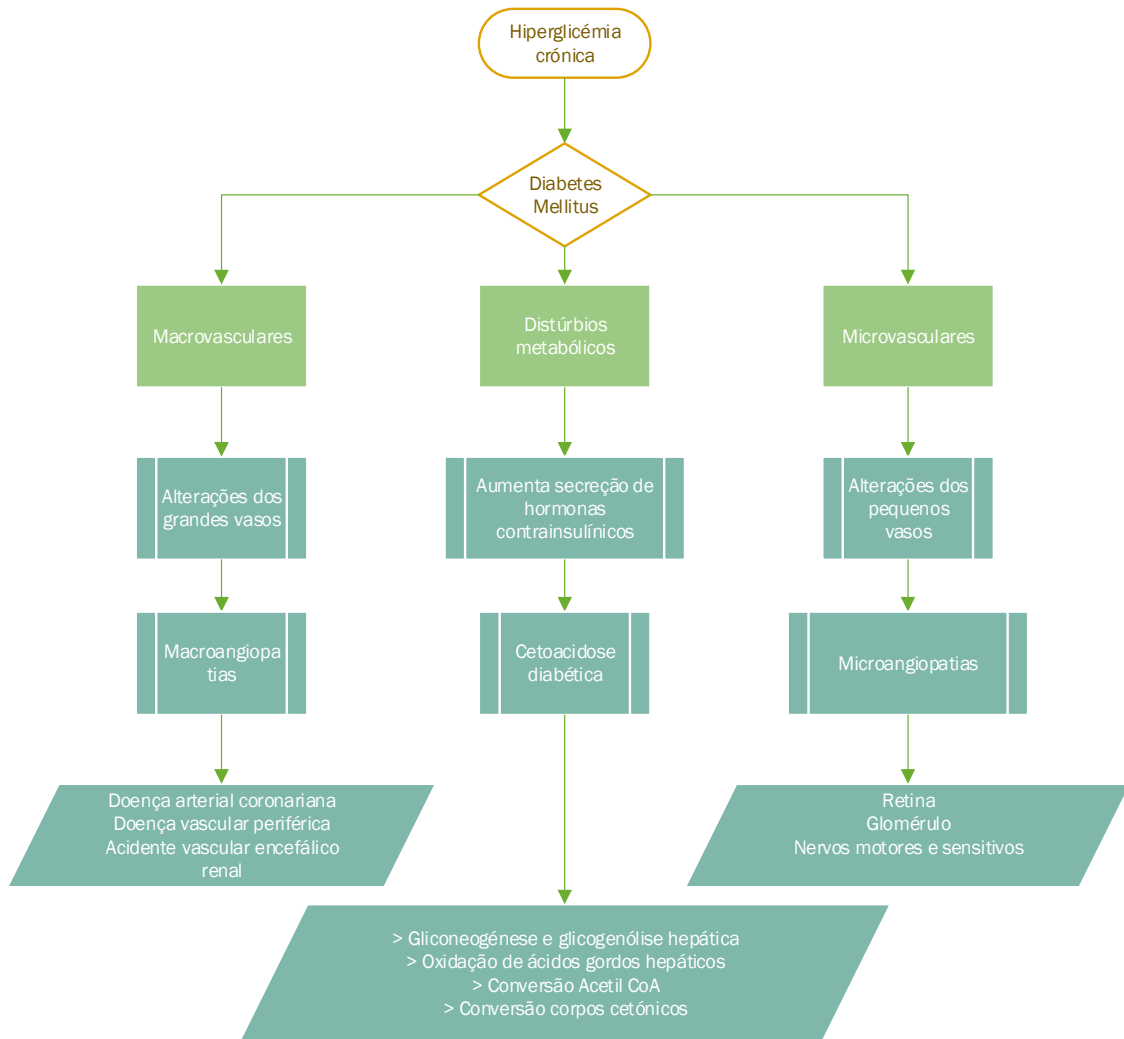 Hiperglicémia
crónica
Diabetes
Mellitus
Macrovasculares
Distúrbios
metabólicos
Microvasculares
Alterações dos
grandes vasos
Aumenta secreção de
hormonas
contrainsulínicos
Alterações dos
pequenos
vasos
Macroangiopa
tias
Cetoacidose
diabética
Microangiopatias
Doença arterial coronariana
Doença vascular periférica
Acidente vascular encefálico
renal
Retina
Glomérulo
Nervos motores e sensitivos
> Gliconeogénese e glicogenólise hepática
> Oxidação de ácidos gordos hepáticos
> Conversão Acetil CoA
> Conversão corpos cetónicos